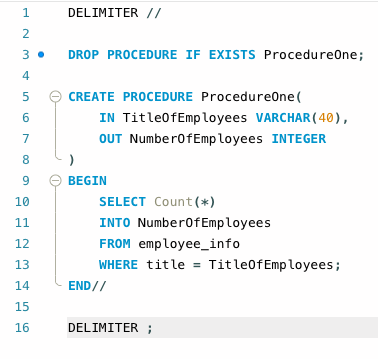 1 DELIMITER //
2
3 DROP PROCEDURE IF EXISTS ProcedureOne;
4
5 CREATE PROCEDURE ProcedureOne(
6 IN TitleOfEmployees VARCHAR(40),
7 OUT NumberOfEmployees INTEGER
8 )
9 BEGIN
10 SELECT Count(*)
11 INTO NumberOfEmployees
12 FROM employee_info
13 WHERE title = TitleOfEmployees;
14 END//
15
16 DELIMITER ;